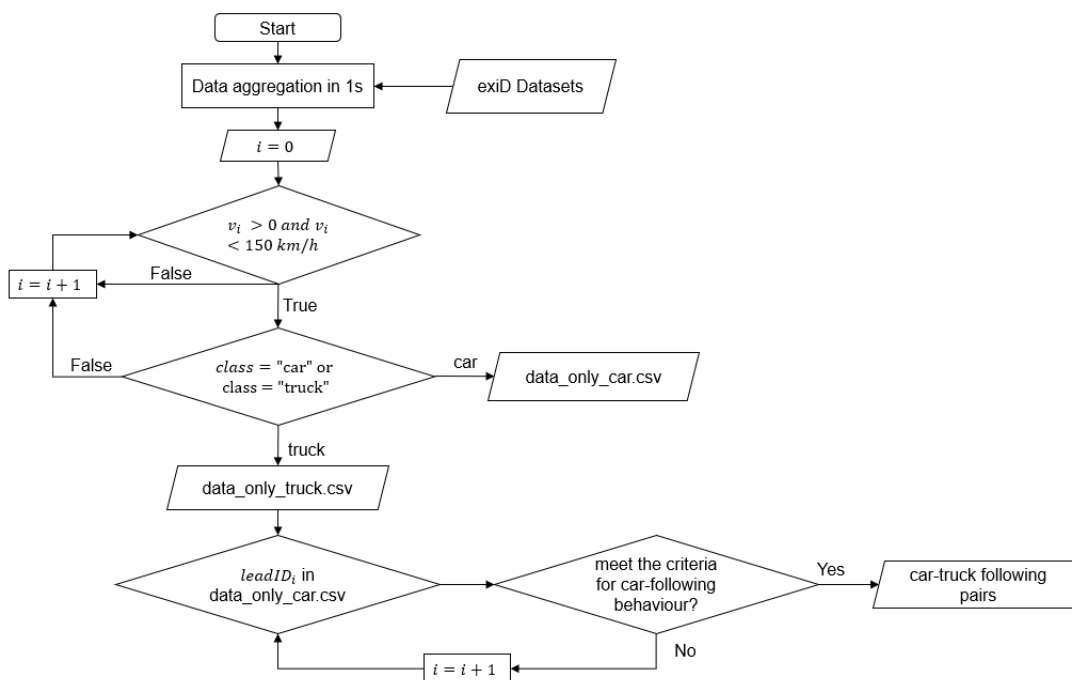 Start
Data aggregation in 1s
exiD Datasets
i = 0
v_i > 0 and v_i
< 150 km/h
False
i = i + 1
True
False
class = "car" or
class = "truck"
car
data_only_car.csv
truck
data_only_truck.csv
leadID_i in
data_only_car.csv
meet the criteria
for car-following
behaviour?
Yes
car-truck following
pairs
No
i = i + 1